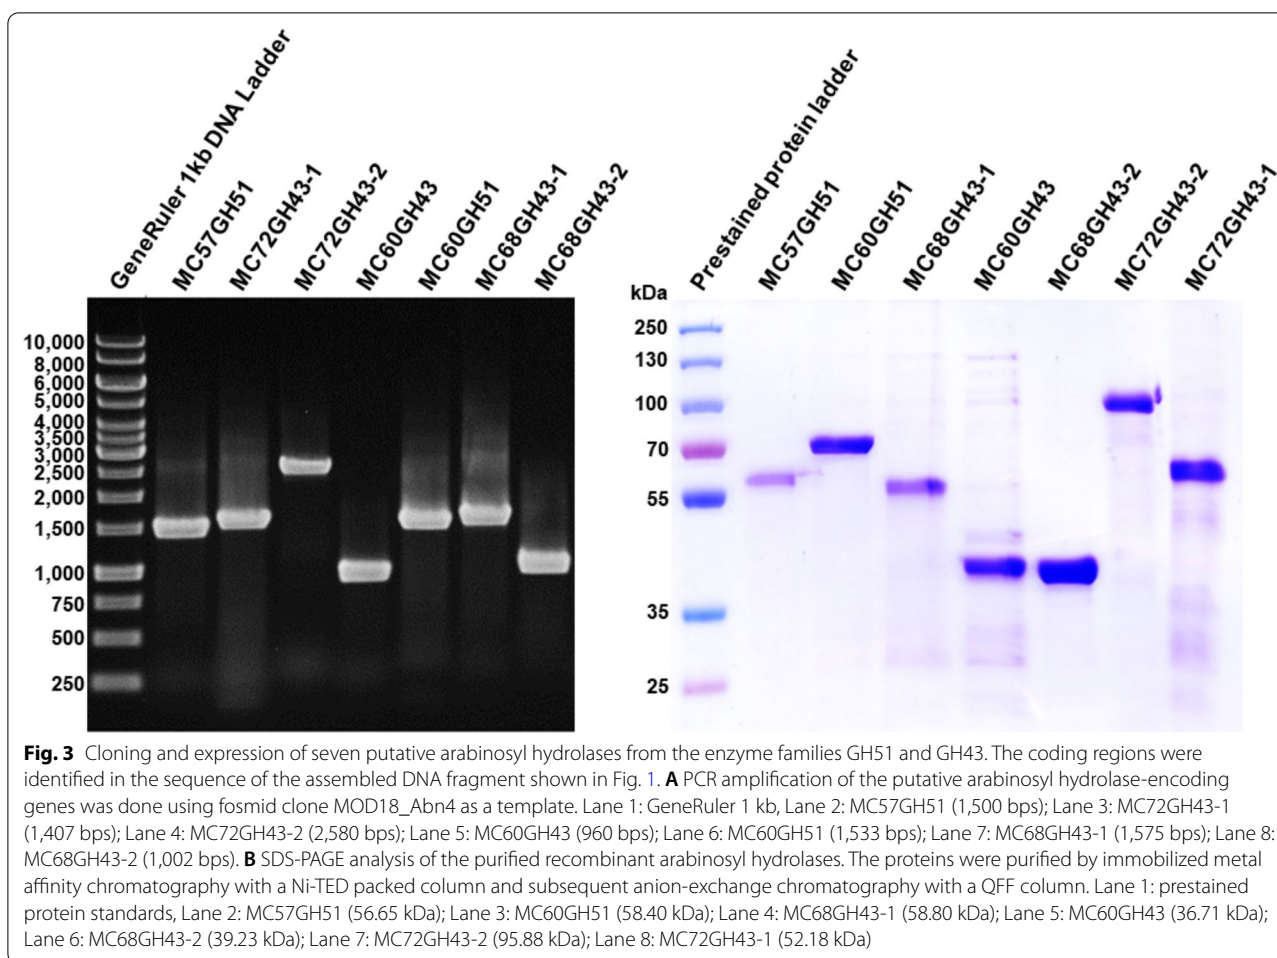 GeneRuler 1kb DNA Ladder
MC57GH51
MC72GH43-1
MC72GH43-2
MC60GH43
MC60GH51
MC68GH43-1
MC68GH43-2
10,000
8,000
6,000
5,000
4,000
3,500
3,000
2,500
2,000
1,500
1,000
750
500
250
Prestained protein ladder
MC57GH51
MC60GH51
MC68GH43-1
MC60GH43
MC68GH43-2
MC72GH43-2
MC72GH43-1
kDa
250
130
100
70
55
35
25
Fig. 3 Cloning and expression of seven putative arabinosyl hydrolases from the enzyme families GH51 and GH43. The coding regions were
identified in the sequence of the assembled DNA fragment shown in Fig. 1. A PCR amplification of the putative arabinosyl hydrolase-encoding
genes was done using fosmid clone MOD18_Abn4 as a template. Lane 1: GeneRuler 1 kb, Lane 2: MC57GH51 (1,500 bps); Lane 3: MC72GH43-1
(1,407 bps); Lane 4: MC72GH43-2 (2,580 bps); Lane 5: MC60GH43 (960 bps); Lane 6: MC60GH51 (1,533 bps); Lane 7: MC68GH43-1 (1,575 bps); Lane 8:
MC68GH43-2 (1,002 bps). B SDS-PAGE analysis of the purified recombinant arabinosyl hydrolases. The proteins were purified by immobilized metal
affinity chromatography with a Ni-TED packed column and subsequent anion-exchange chromatography with a QFF column. Lane 1: prestained
protein standards, Lane 2: MC57GH51 (56.65 kDa); Lane 3: MC60GH51 (58.40 kDa); Lane 4: MC68GH43-1 (58.80 kDa); Lane 5: MC60GH43 (36.71 kDa);
Lane 6: MC68GH43-2 (39.23 kDa); Lane 7: MC72GH43-2 (95.88 kDa); Lane 8: MC72GH43-1 (52.18 kDa)